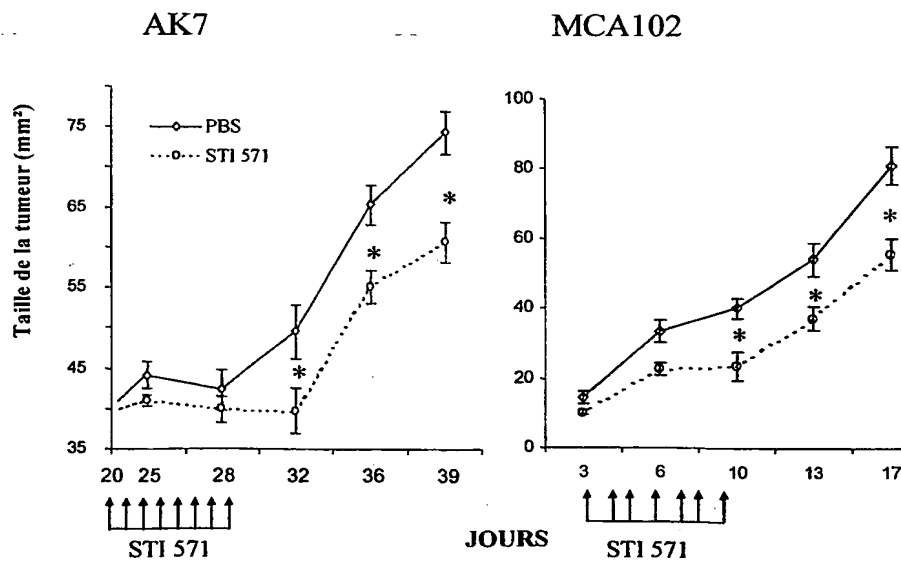 AK7
MCA102
Taille de la tumeur (mm²)
75
65
55
45
35
PBS
STI 571
*
*
*
20 25 28 32 36 39
STI 571
100
80
60
40
20
0
*
*
*
3 6 10 13 17
STI 571
JOURS